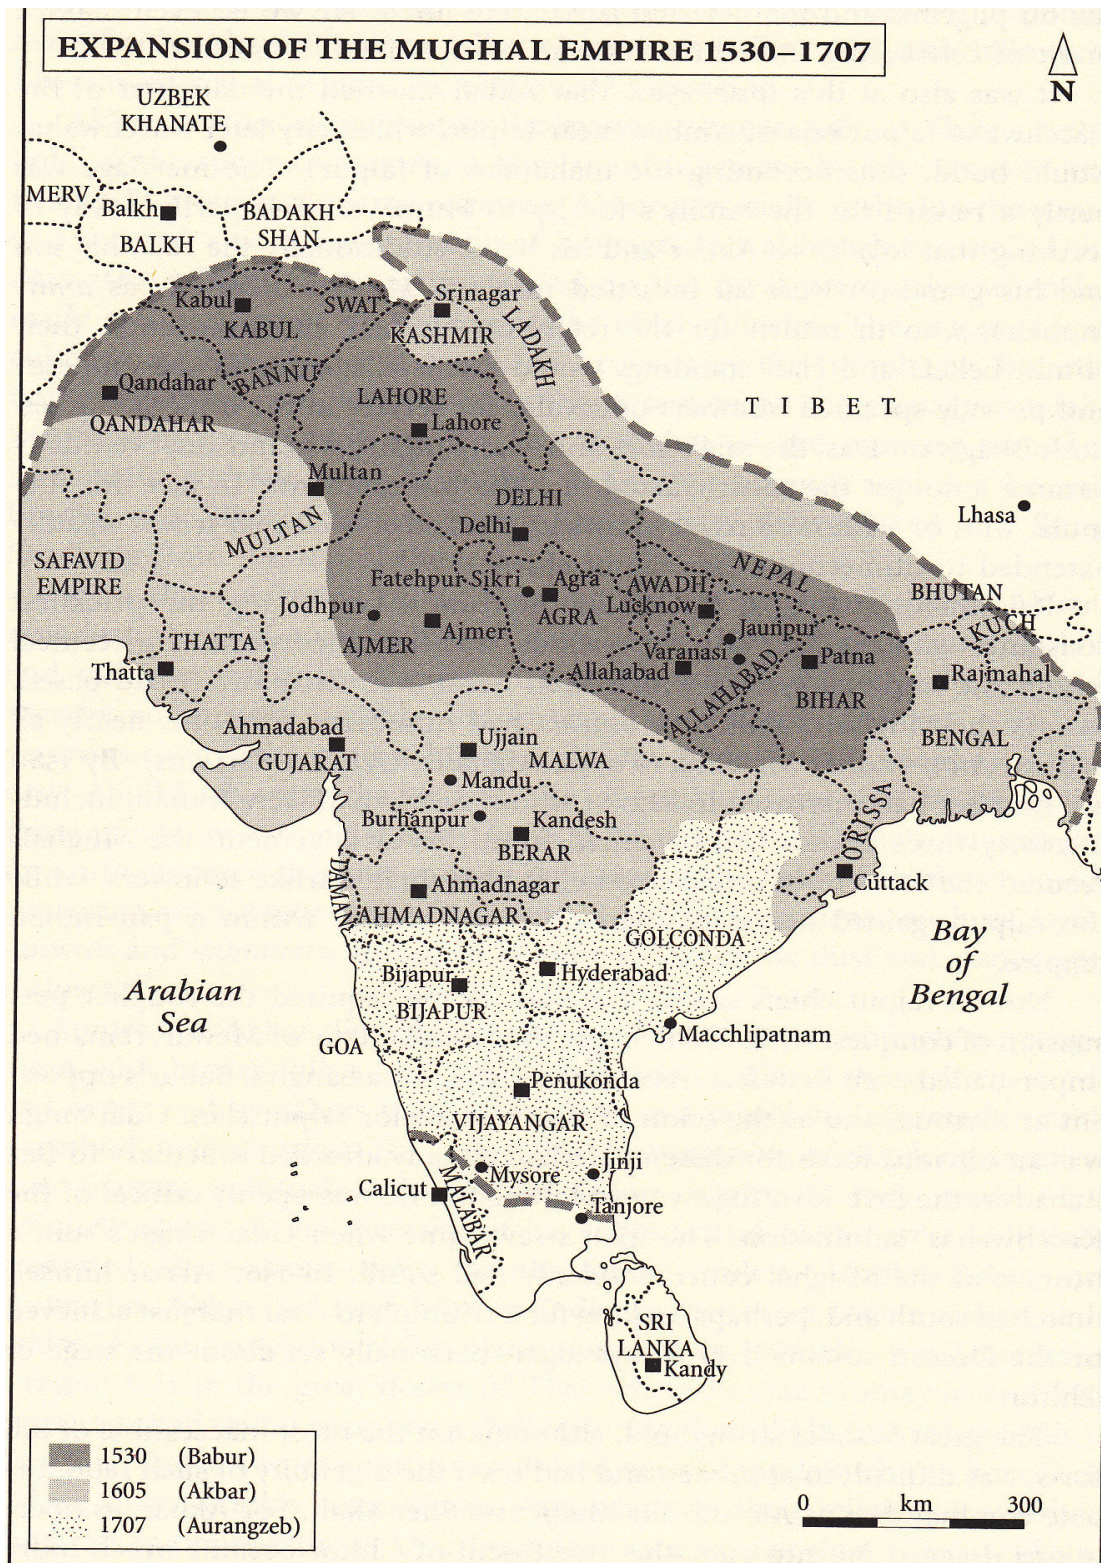 EXPANSION OF THE MUGHAL EMPIRE 1530–1707
N
UZBEK
KHANATE
MERV
Balkh
BALKH
BADAKH
SHAN
Kabul
KABUL
SWAT
Srinagar
KASHMIR
LADAKH
Qandahar
QANDAHAR
BANNU
LAHORE
Lahore
TIBET
Multan
MULTAN
DELHI
Delhi
Lhasa
SAFAVID
EMPIRE
Fatehpur Sikri
Agra
AGRA
AWADH
Lucknow
NEPAL
BHUTAN
KUCH
Jodhpur
AJMER
Ajmer
Jaunpur
THATTA
Thatta
Varanasi
Allahabad
ALLAHABAD
Patna
BIHAR
Rajmahal
BENGAL
Ahmadabad
GUJARAT
Ujjain
MALWA
Mandu
Burhanpur
Kandesh
BERAR
ORISSA
Cuttack
DAMAN
Ahmadnagar
AHMADNAGAR
GOLCONDA
Bay
of
Bengal
Arabian
Sea
Bijapur
BIJAPUR
Hyderabad
GOA
Macchlipatnam
Penukonda
VIJAYANGAR
Mysore
Jinji
Calicut
MALABAR
Tanjore
SRI
LANKA
Kandy
1530 (Babur)
1605 (Akbar)
1707 (Aurangzeb)
0 km 300